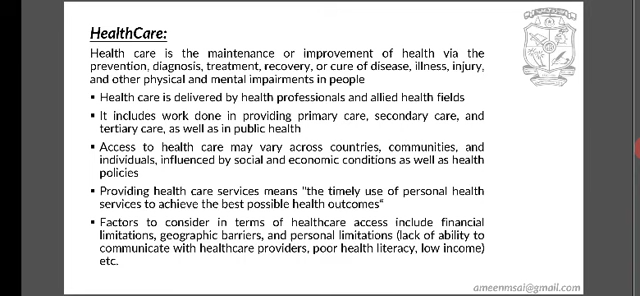 HealthCare:
Health care is the maintenance or improvement of health via the
prevention, diagnosis, treatment, recovery, or cure of disease, illness, injury,
and other physical and mental impairments in people
▪ Health care is delivered by health professionals and allied health fields
▪ It includes work done in providing primary care, secondary care, and
tertiary care, as well as in public health
▪ Access to health care may vary across countries, communities, and
individuals, influenced by social and economic conditions as well as health
policies
▪ Providing health care services means "the timely use of personal health
services to achieve the best possible health outcomes"
▪ Factors to consider in terms of healthcare access include financial
limitations, geographic barriers, and personal limitations (lack of ability to
communicate with healthcare providers, poor health literacy, low income)
etc.
ameenmsai@gmail.com